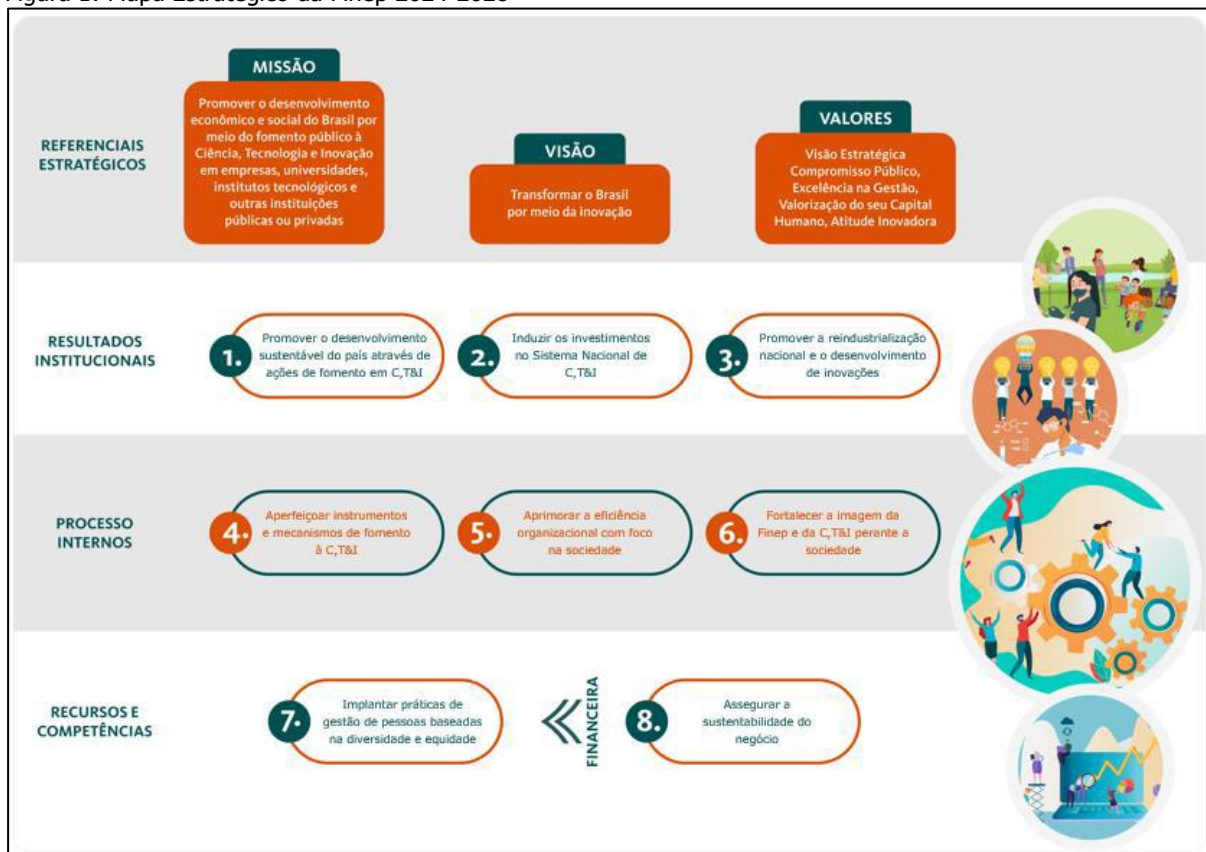 MISSÃO
Promover o desenvolvimento
econômico e social do Brasil por
meio do fomento público à
Ciência, Tecnologia e Inovação
em empresas, universidades,
institutos tecnológicos e
outras instituições
públicas ou privadas
REFERENCIAIS
ESTRATÉGICOS
VISÃO
Transformar o Brasil
por meio da inovação
VALORES
Visão Estratégica
Compromisso Público,
Excelência na Gestão,
Valorização do seu Capital
Humano, Atitude Inovadora
RESULTADOS
INSTITUCIONAIS
1.
Promover o desenvolvimento
sustentável do país através de
ações de fomento em C,T&I
2.
Induzir os investimentos
no Sistema Nacional de
C,T&I
3.
Promover a reindustrialização
nacional e o desenvolvimento
de inovações
PROCESSO
INTERNOS
4.
Aperfeiçoar instrumentos
e mecanismos de fomento
à C,T&I
5.
Aprimorar a eficiência
organizacional com foco
na sociedade
6.
Fortalecer a imagem da
Finep e da C,T&I perante a
sociedade
RECURSOS E
COMPETÊNCIAS
7.
Implantar práticas de
gestão de pessoas baseadas
na diversidade e equidade
FINANCEIRA
8.
Assegurar a
sustentabilidade do
negócio